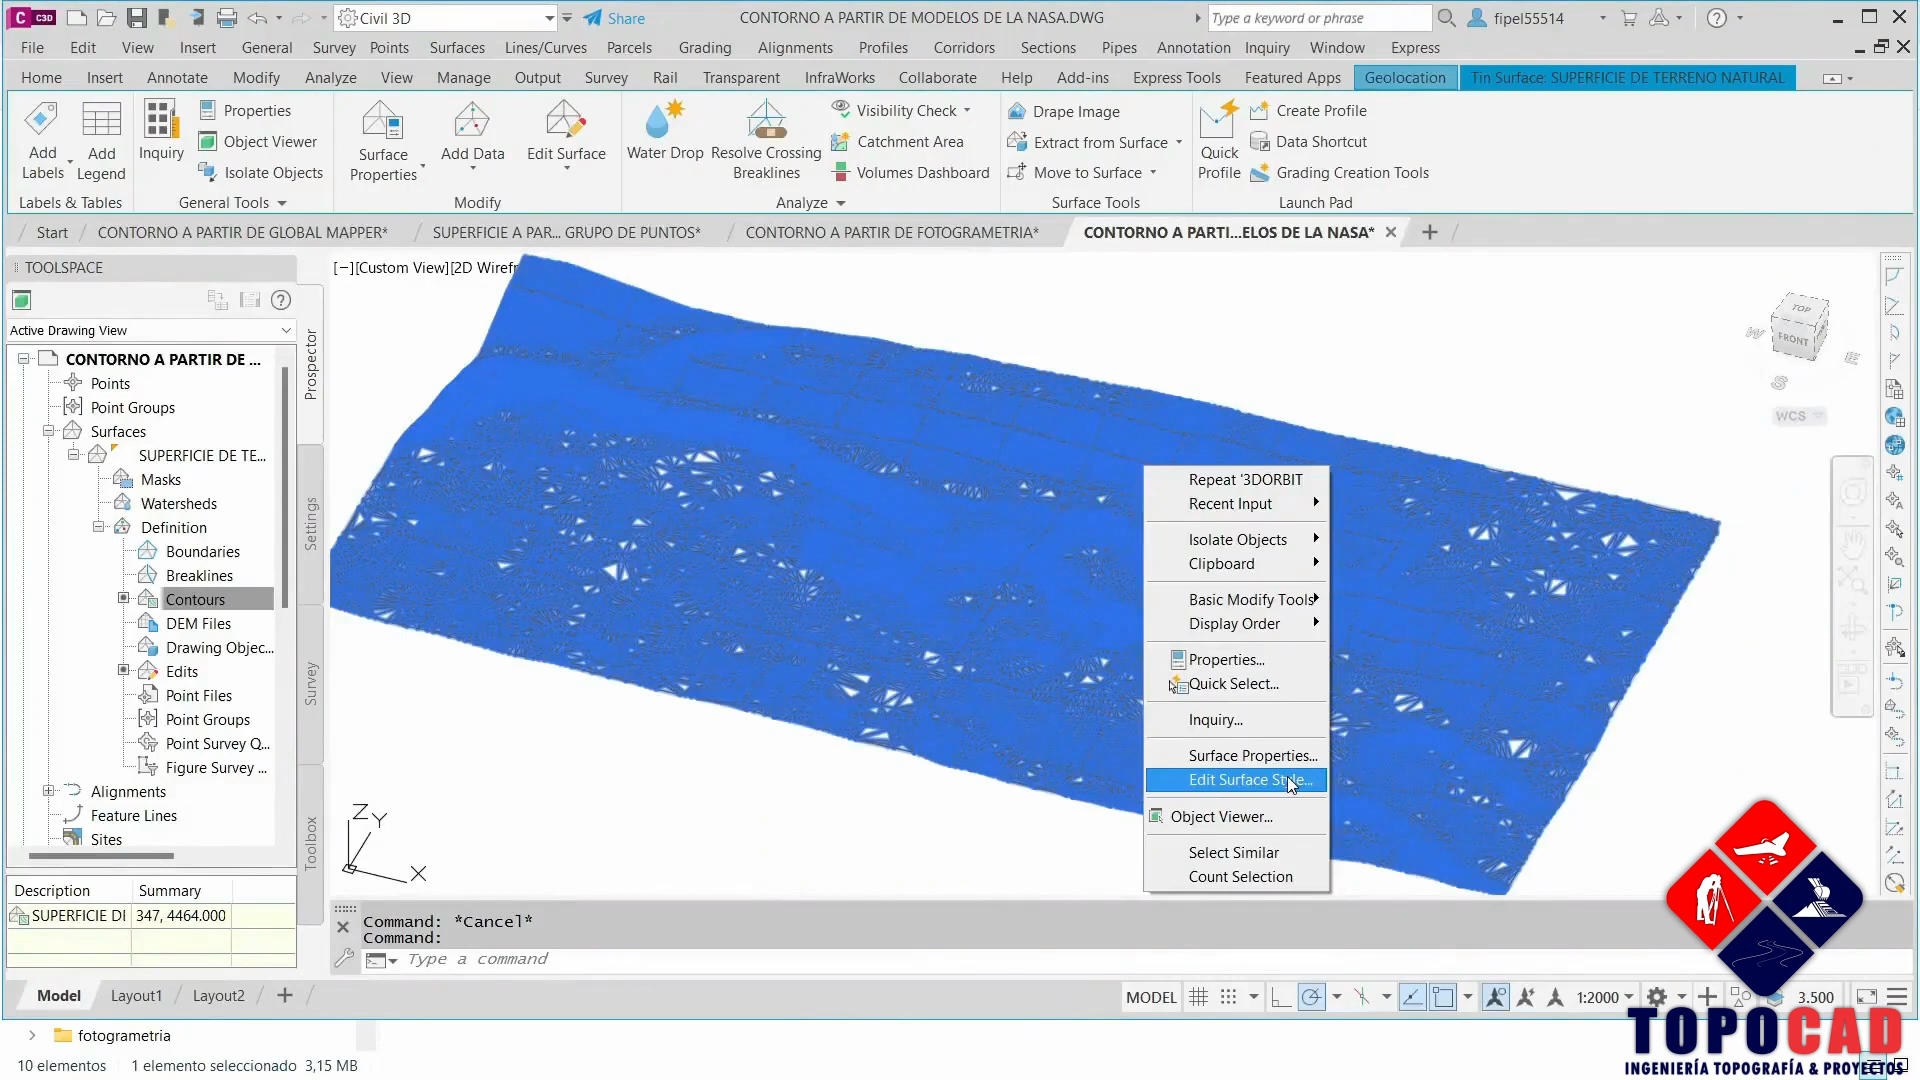 C3D
Civil 3D
Share
CONTORNO A PARTIR DE MODELOS DE LA NASA.DWG
Type a keyword or phrase
fipel55514
File Edit View Insert General Survey Points Surfaces Lines/Curves Parcels Grading Alignments Profiles Corridors Sections Pipes Annotation Inquiry Window Express
Home Insert Annotate Modify Analyze View Manage Output Survey Rail Transparent InfraWorks Collaborate Help Add-ins Express Tools Featured Apps Geolocation Tin Surface: SUPERFICIE DE TERRENO NATURAL
Add Labels
Add Legend
Labels & Tables
Inquiry
Properties
Object Viewer
Isolate Objects
General Tools
Surface Properties
Add Data
Edit Surface
Modify
Water Drop
Resolve Crossing Breaklines
Visibility Check
Catchment Area
Volumes Dashboard
Analyze
Drape Image
Extract from Surface
Move to Surface
Surface Tools
Quick Profile
Create Profile
Data Shortcut
Grading Creation Tools
Launch Pad
Start
CONTORNO A PARTIR DE GLOBAL MAPPER*
SUPERFICIE A PAR... GRUPO DE PUNTOS*
CONTORNO A PARTIR DE FOTOGRAMETRIA*
CONTORNO A PARTI...ELOS DE LA NASA*
TOOLSPACE
Active Drawing View
CONTORNO A PARTIR DE ...
Points
Point Groups
Surfaces
SUPERFICIE DE TE...
Masks
Watersheds
Definition
Boundaries
Breaklines
Contours
DEM Files
Drawing Objec...
Edits
Point Files
Point Groups
Point Survey Q...
Figure Survey ...
Alignments
Feature Lines
Sites
Prospector
Settings
Survey
Toolbox
Description Summary
SUPERFICIE DI 347, 4464.000
[−][Custom View][2D Wiref
TOP
FRONT
W
E
S
WCS
Z
Y
X
Repeat '3DORBIT
Recent Input
Isolate Objects
Clipboard
Basic Modify Tools
Display Order
Properties...
Quick Select...
Inquiry...
Surface Properties...
Edit Surface Style...
Object Viewer...
Select Similar
Count Selection
Command: *Cancel*
Command:
Type a command
Model Layout1 Layout2
MODEL
1:2000
3.500
fotogrametria
10 elementos 1 elemento seleccionado 3,15 MB
TOPOCAD
INGENIERÍA TOPOGRAFÍA & PROYECTOS